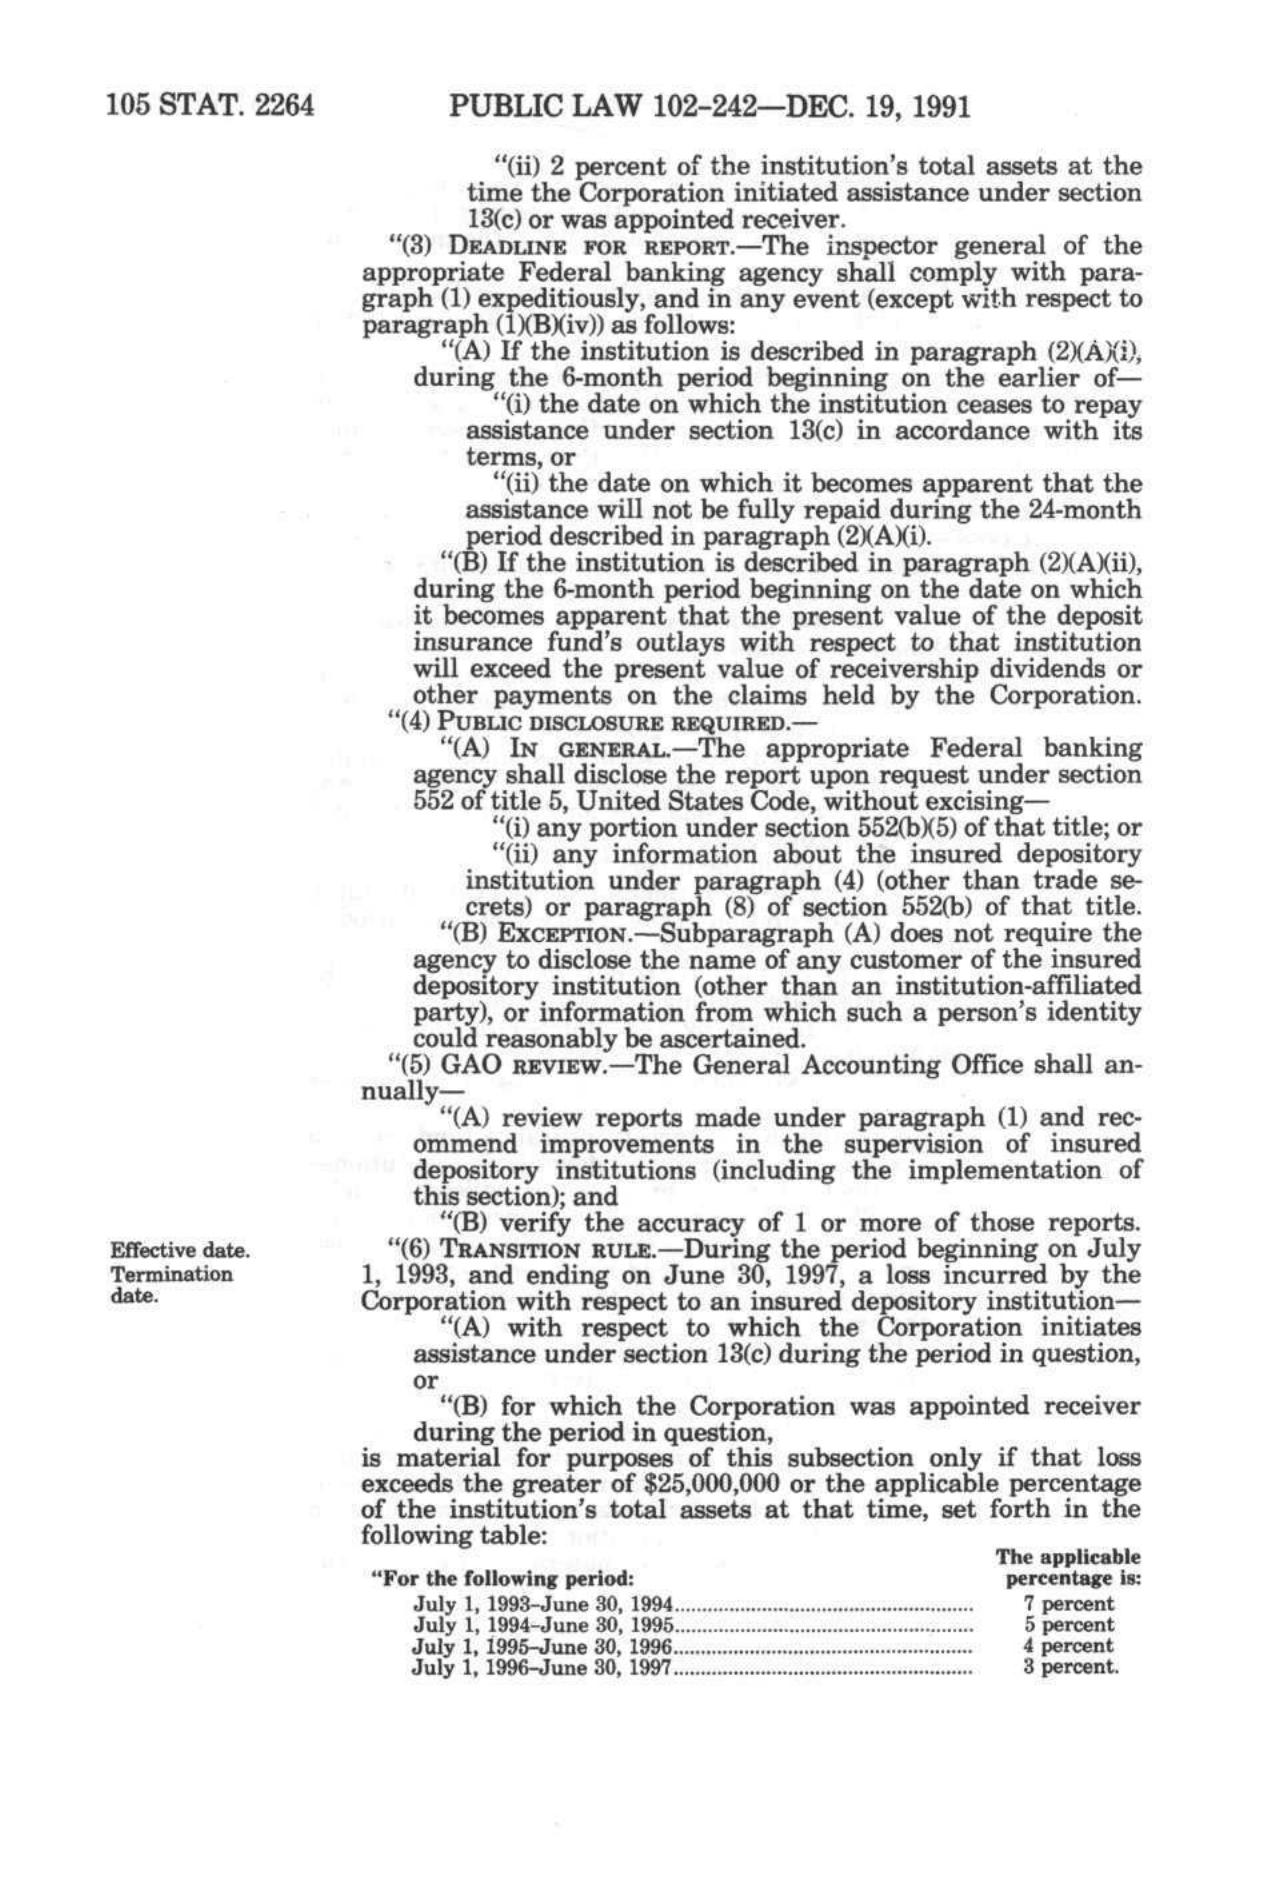 105 STAT. 2264 PUBLIC LAW 102-242—DEC. 19, 1991
"(ii) 2 percent of the institution's total assets at the
time the Corporation initiated assistance under section
13(c) or was appointed receiver.
"(3) DEADLINE FOR REPORT.—The inspector general of the
appropriate Federal banking agency shall comply with para-
graph (1) expeditiously, and in any event (except with respect to
paragraph (1)(B)(iv)) as follows:
"(A) If the institution is described in paragraph (2)(A)(i),
during the 6-month period beginning on the earlier of—
"(i) the date on which the institution ceases to repay
assistance under section 13(c) in accordance with its
terms, or
"(ii) the date on which it becomes apparent that the
assistance will not be fully repaid during the 24-month
period described in paragraph (2)(A)(i).
"(B) If the institution is described in paragraph (2)(A)(ii),
during the 6-month period beginning on the date on which
it becomes apparent that the present value of the deposit
insurance fund's outlays with respect to that institution
will exceed the present value of receivership dividends or
other payments on the claims held by the Corporation.
"(4) PUBLIC DISCLOSURE REQUIRED.—
"(A) IN GENERAL.—The appropriate Federal banking
agency shall disclose the report upon request under section
552 of title 5, United States Code, without excising—
"(i) any portion under section 552(b)(5) of that title; or
"(ii) any information about the insured depository
institution under paragraph (4) (other than trade se-
crets) or paragraph (8) of section 552(b) of that title.
"(B) EXCEPTION.—Subparagraph (A) does not require the
agency to disclose the name of any customer of the insured
depository institution (other than an institution-affiliated
party), or information from which such a person's identity
could reasonably be ascertained.
"(5) GAO REVIEW.—The General Accounting Office shall an-
nually—
"(A) review reports made under paragraph (1) and rec-
ommend improvements in the supervision of insured
depository institutions (including the implementation of
this section); and
"(B) verify the accuracy of 1 or more of those reports.
Effective date.
Termination
date.
"(6) TRANSITION RULE.—During the period beginning on July
1, 1993, and ending on June 30, 1997, a loss incurred by the
Corporation with respect to an insured depository institution—
"(A) with respect to which the Corporation initiates
assistance under section 13(c) during the period in question,
or
"(B) for which the Corporation was appointed receiver
during the period in question,
is material for purposes of this subsection only if that loss
exceeds the greater of $25,000,000 or the applicable percentage
of the institution's total assets at that time, set forth in the
following table:
The applicable
"For the following period: percentage is:
July 1, 1993-June 30, 1994.................................................. 7 percent
July 1, 1994-June 30, 1995.................................................. 5 percent
July 1, 1995-June 30, 1996.................................................. 4 percent
July 1, 1996-June 30, 1997.................................................. 3 percent.